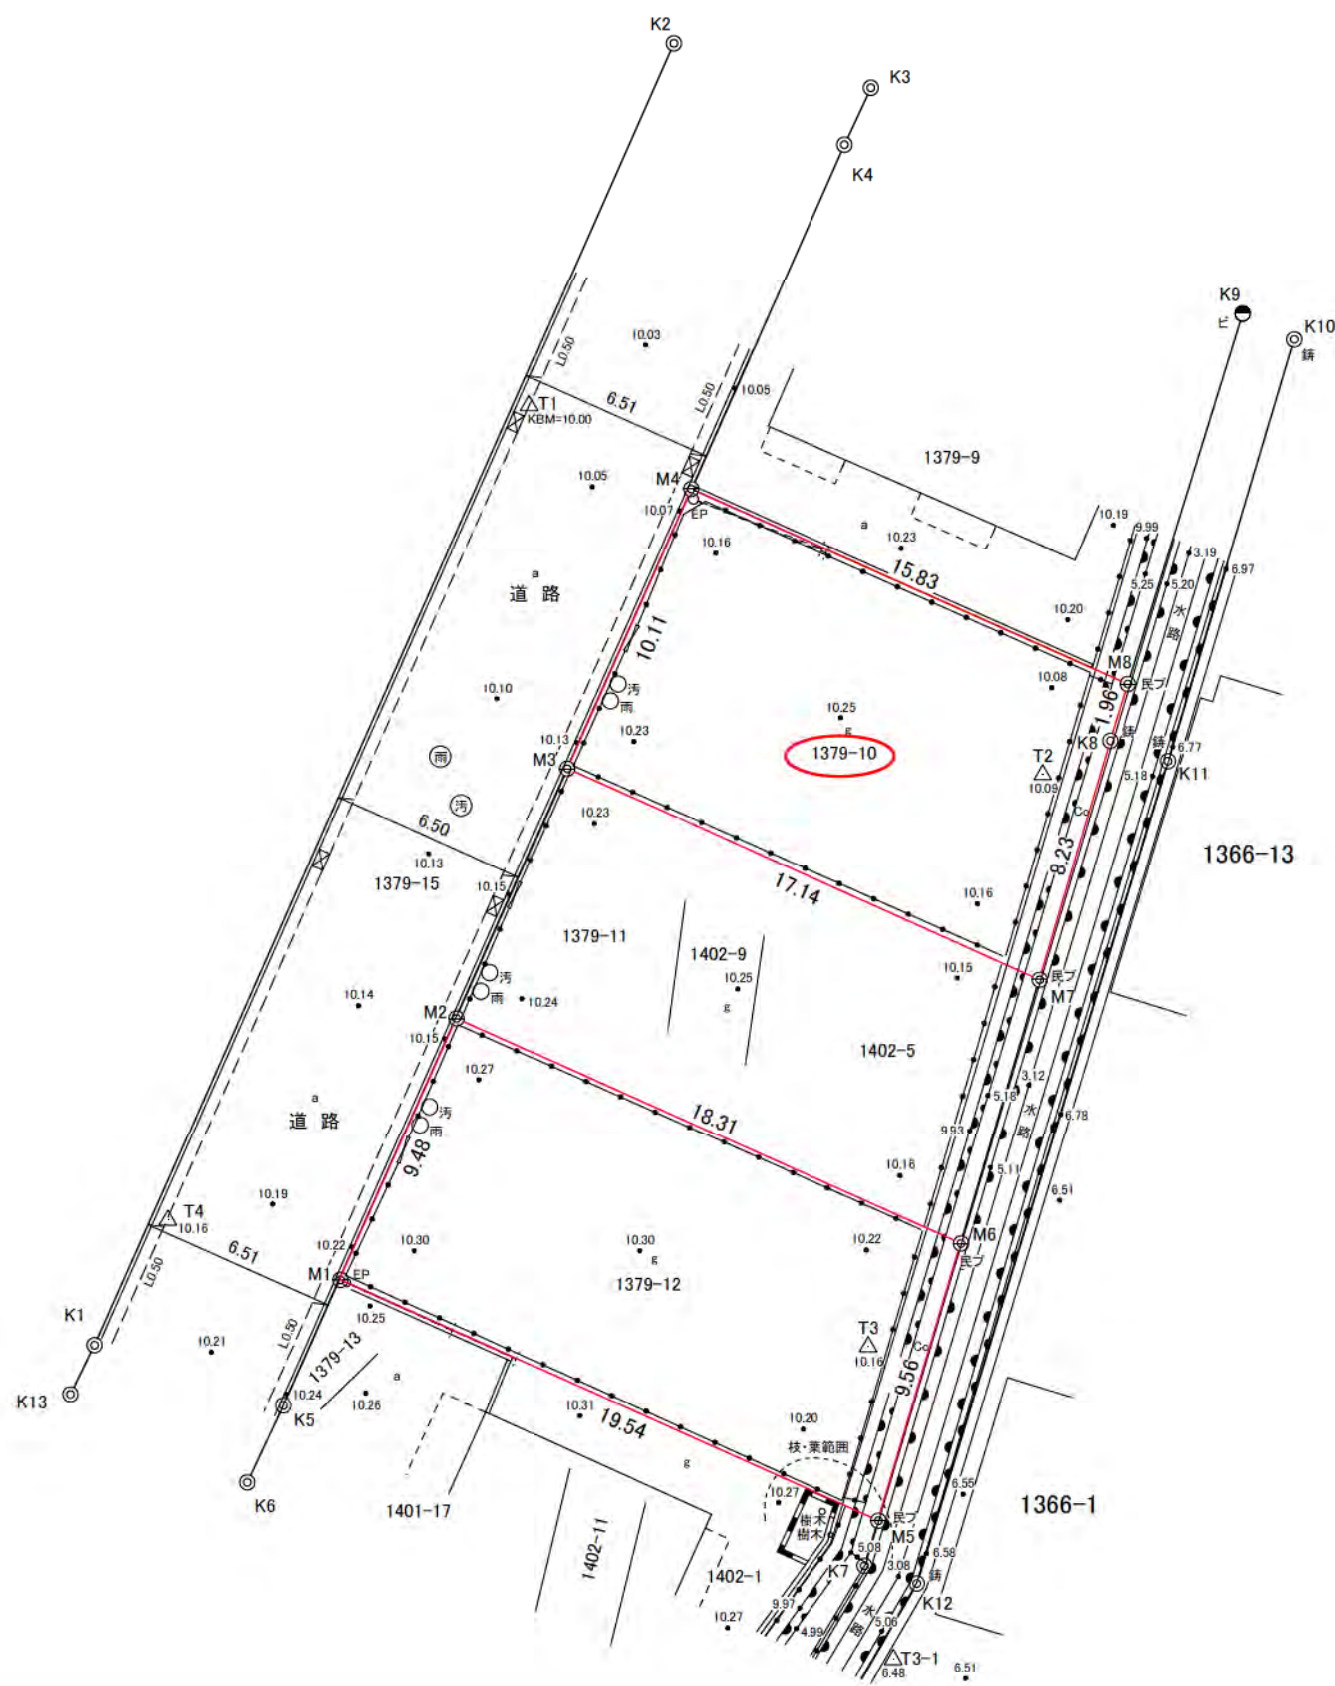 K2
K3
K4
K9
ビ
K10
鋳
10.03
L0.50
10.05
L0.50
6.51
T1
KBM=10.00
1379-9
10.05
M4
10.07
EP
10.16
a
10.23
10.19
9.99
3.19
5.25
5.20
6.97
水路
15.83
a
道 路
10.20
10.11
M8
民プ
10.08
1.96
10.10
汚
雨
10.25
g
1379-10
10.23
10.13
M3
雨
汚
K8
鋳
鋳
6.77
K11
5.18
T2
10.09
Co
6.50
10.13
10.23
8.23
1366-13
1379-15
10.15
17.14
10.16
1379-11
1402-9
10.25
g
10.15
民プ
M7
汚
雨
10.24
10.14
M2
10.15
1402-5
10.27
3.12
5.18
水路
6.78
a
道 路
汚
雨
18.31
9.93
9.48
10.18
5.11
6.51
10.19
T4
10.16
6.51
10.22
10.30
10.30
g
10.22
M6
民プ
M1
EP
1379-12
L0.50
10.25
K1
10.21
L0.50
1379-13
T3
10.16
Co
9.56
a
K13
10.24
K5
10.26
10.31
19.54
10.20
枝・葉範囲
g
K6
1401-17
10.27
樹木
樹木
民プ
M5
6.55
1366-1
1402-11
5.08
K7
3.08
6.58
鋳
K12
1402-1
9.97
10.27
4.99
水路
5.06
T3-1
6.48
6.51